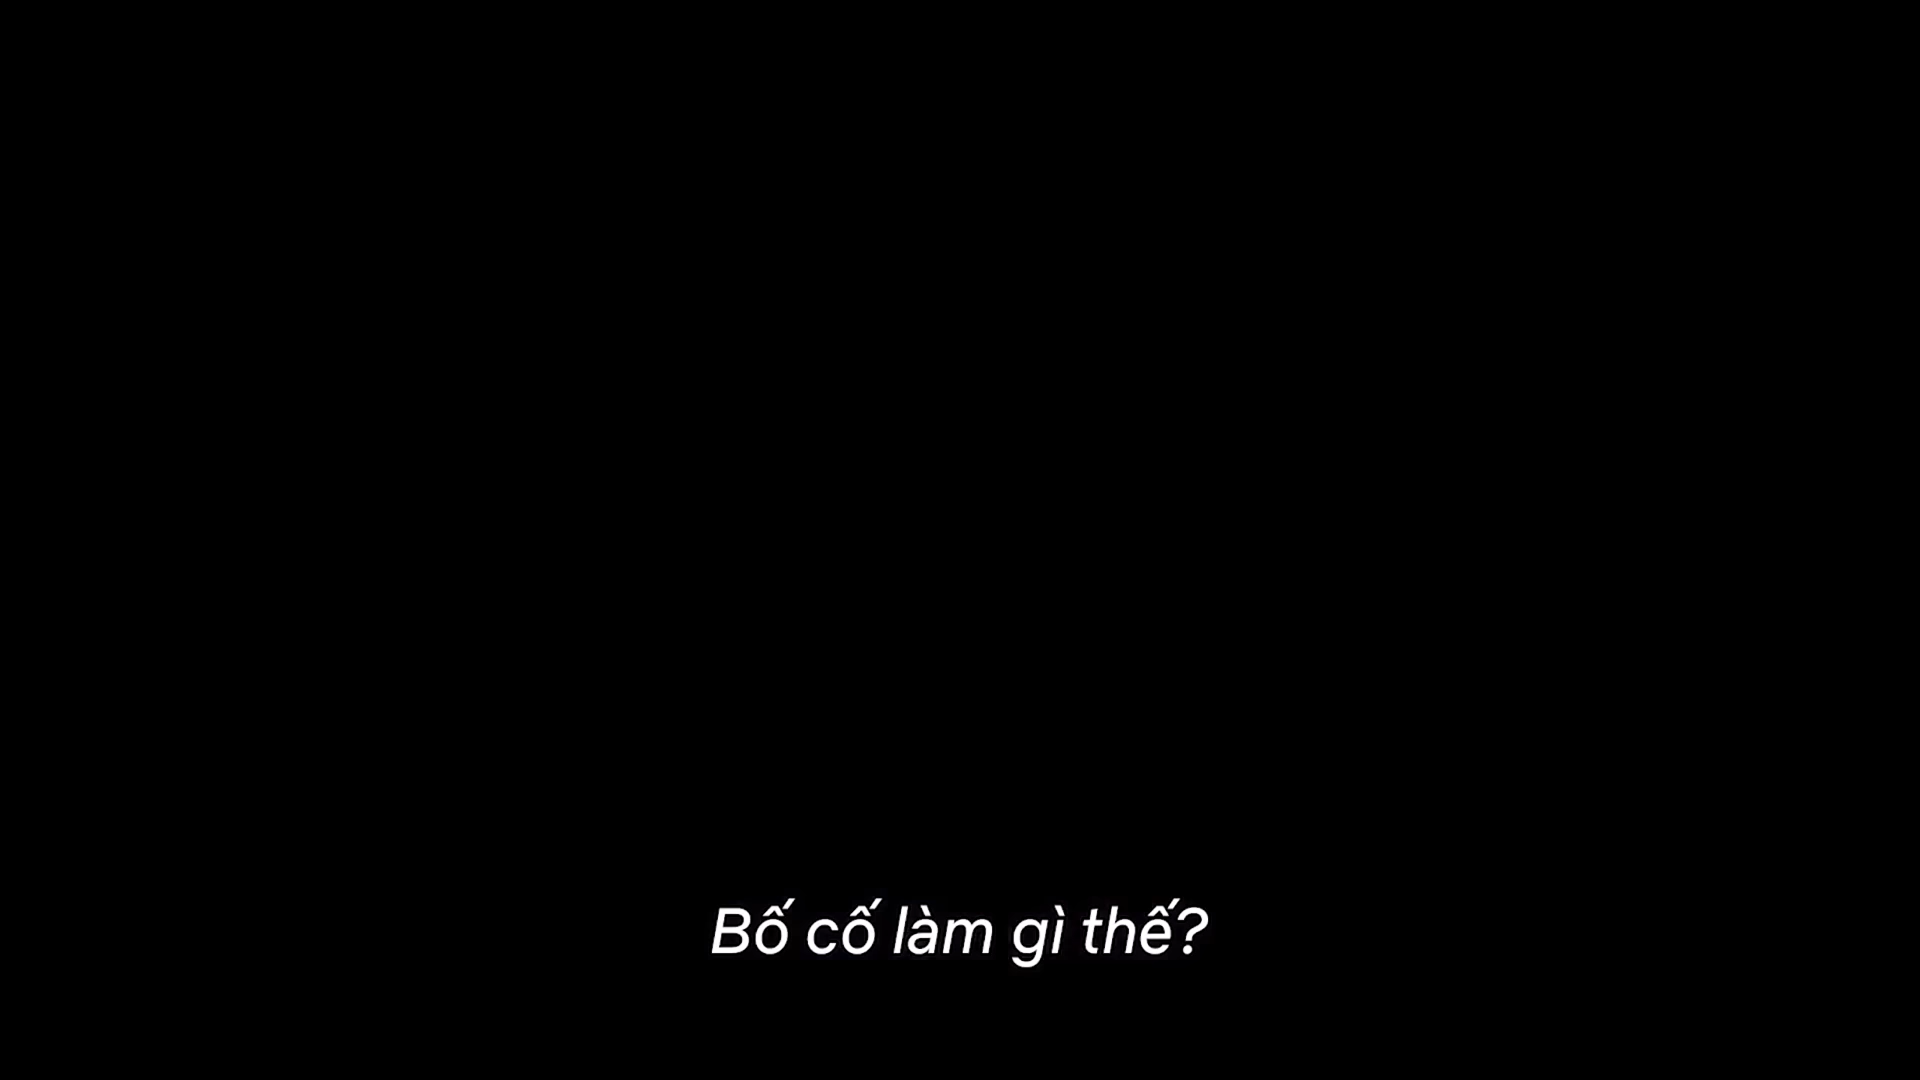 Bố cố làm gì thế?